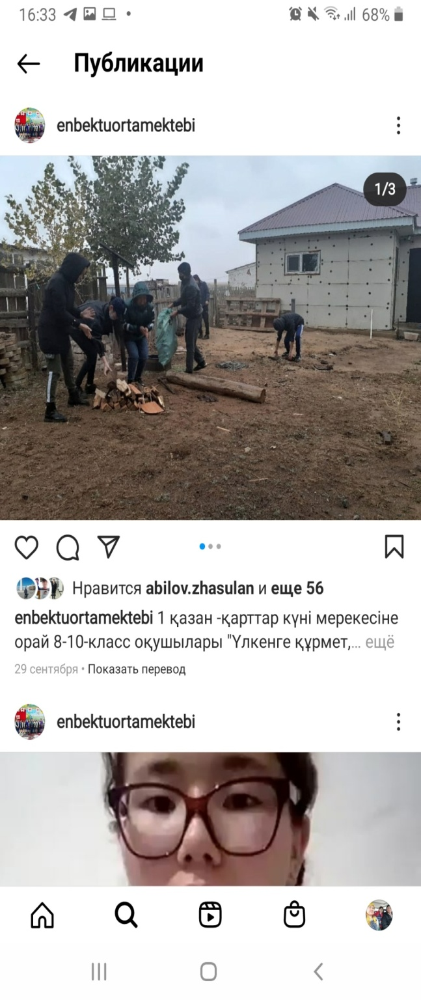 16:33
68%
Публикации
enbektuortamektebi
1/3
Нравится abilov.zhasulan и еще 56
enbektuortamektebi 1 қазан -қарттар күні мерекесіне
орай 8-10-класс оқушылары "Үлкенге құрмет,... ещё
29 сентября • Показать перевод
enbektuortamektebi